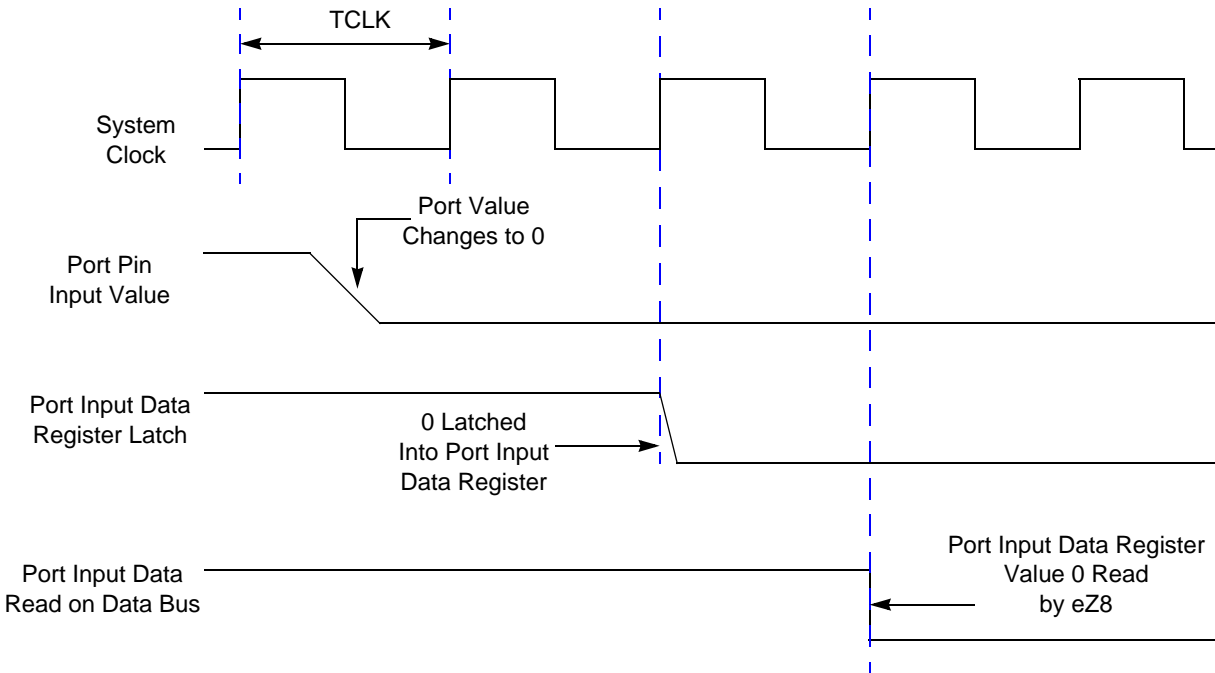 TCLK
System
Clock
Port Value
Changes to 0
Port Pin
Input Value
Port Input Data
Register Latch
0 Latched
Into Port Input
Data Register
Port Input Data
Read on Data Bus
Port Input Data Register
Value 0 Read
by eZ8